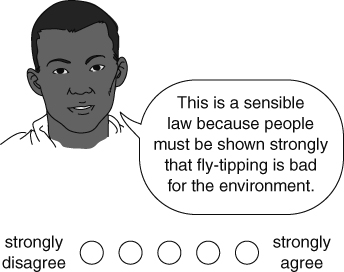 This is a sensible
law because people
must be shown strongly
that fly-tipping is bad
for the environment.
strongly
disagree
strongly
agree